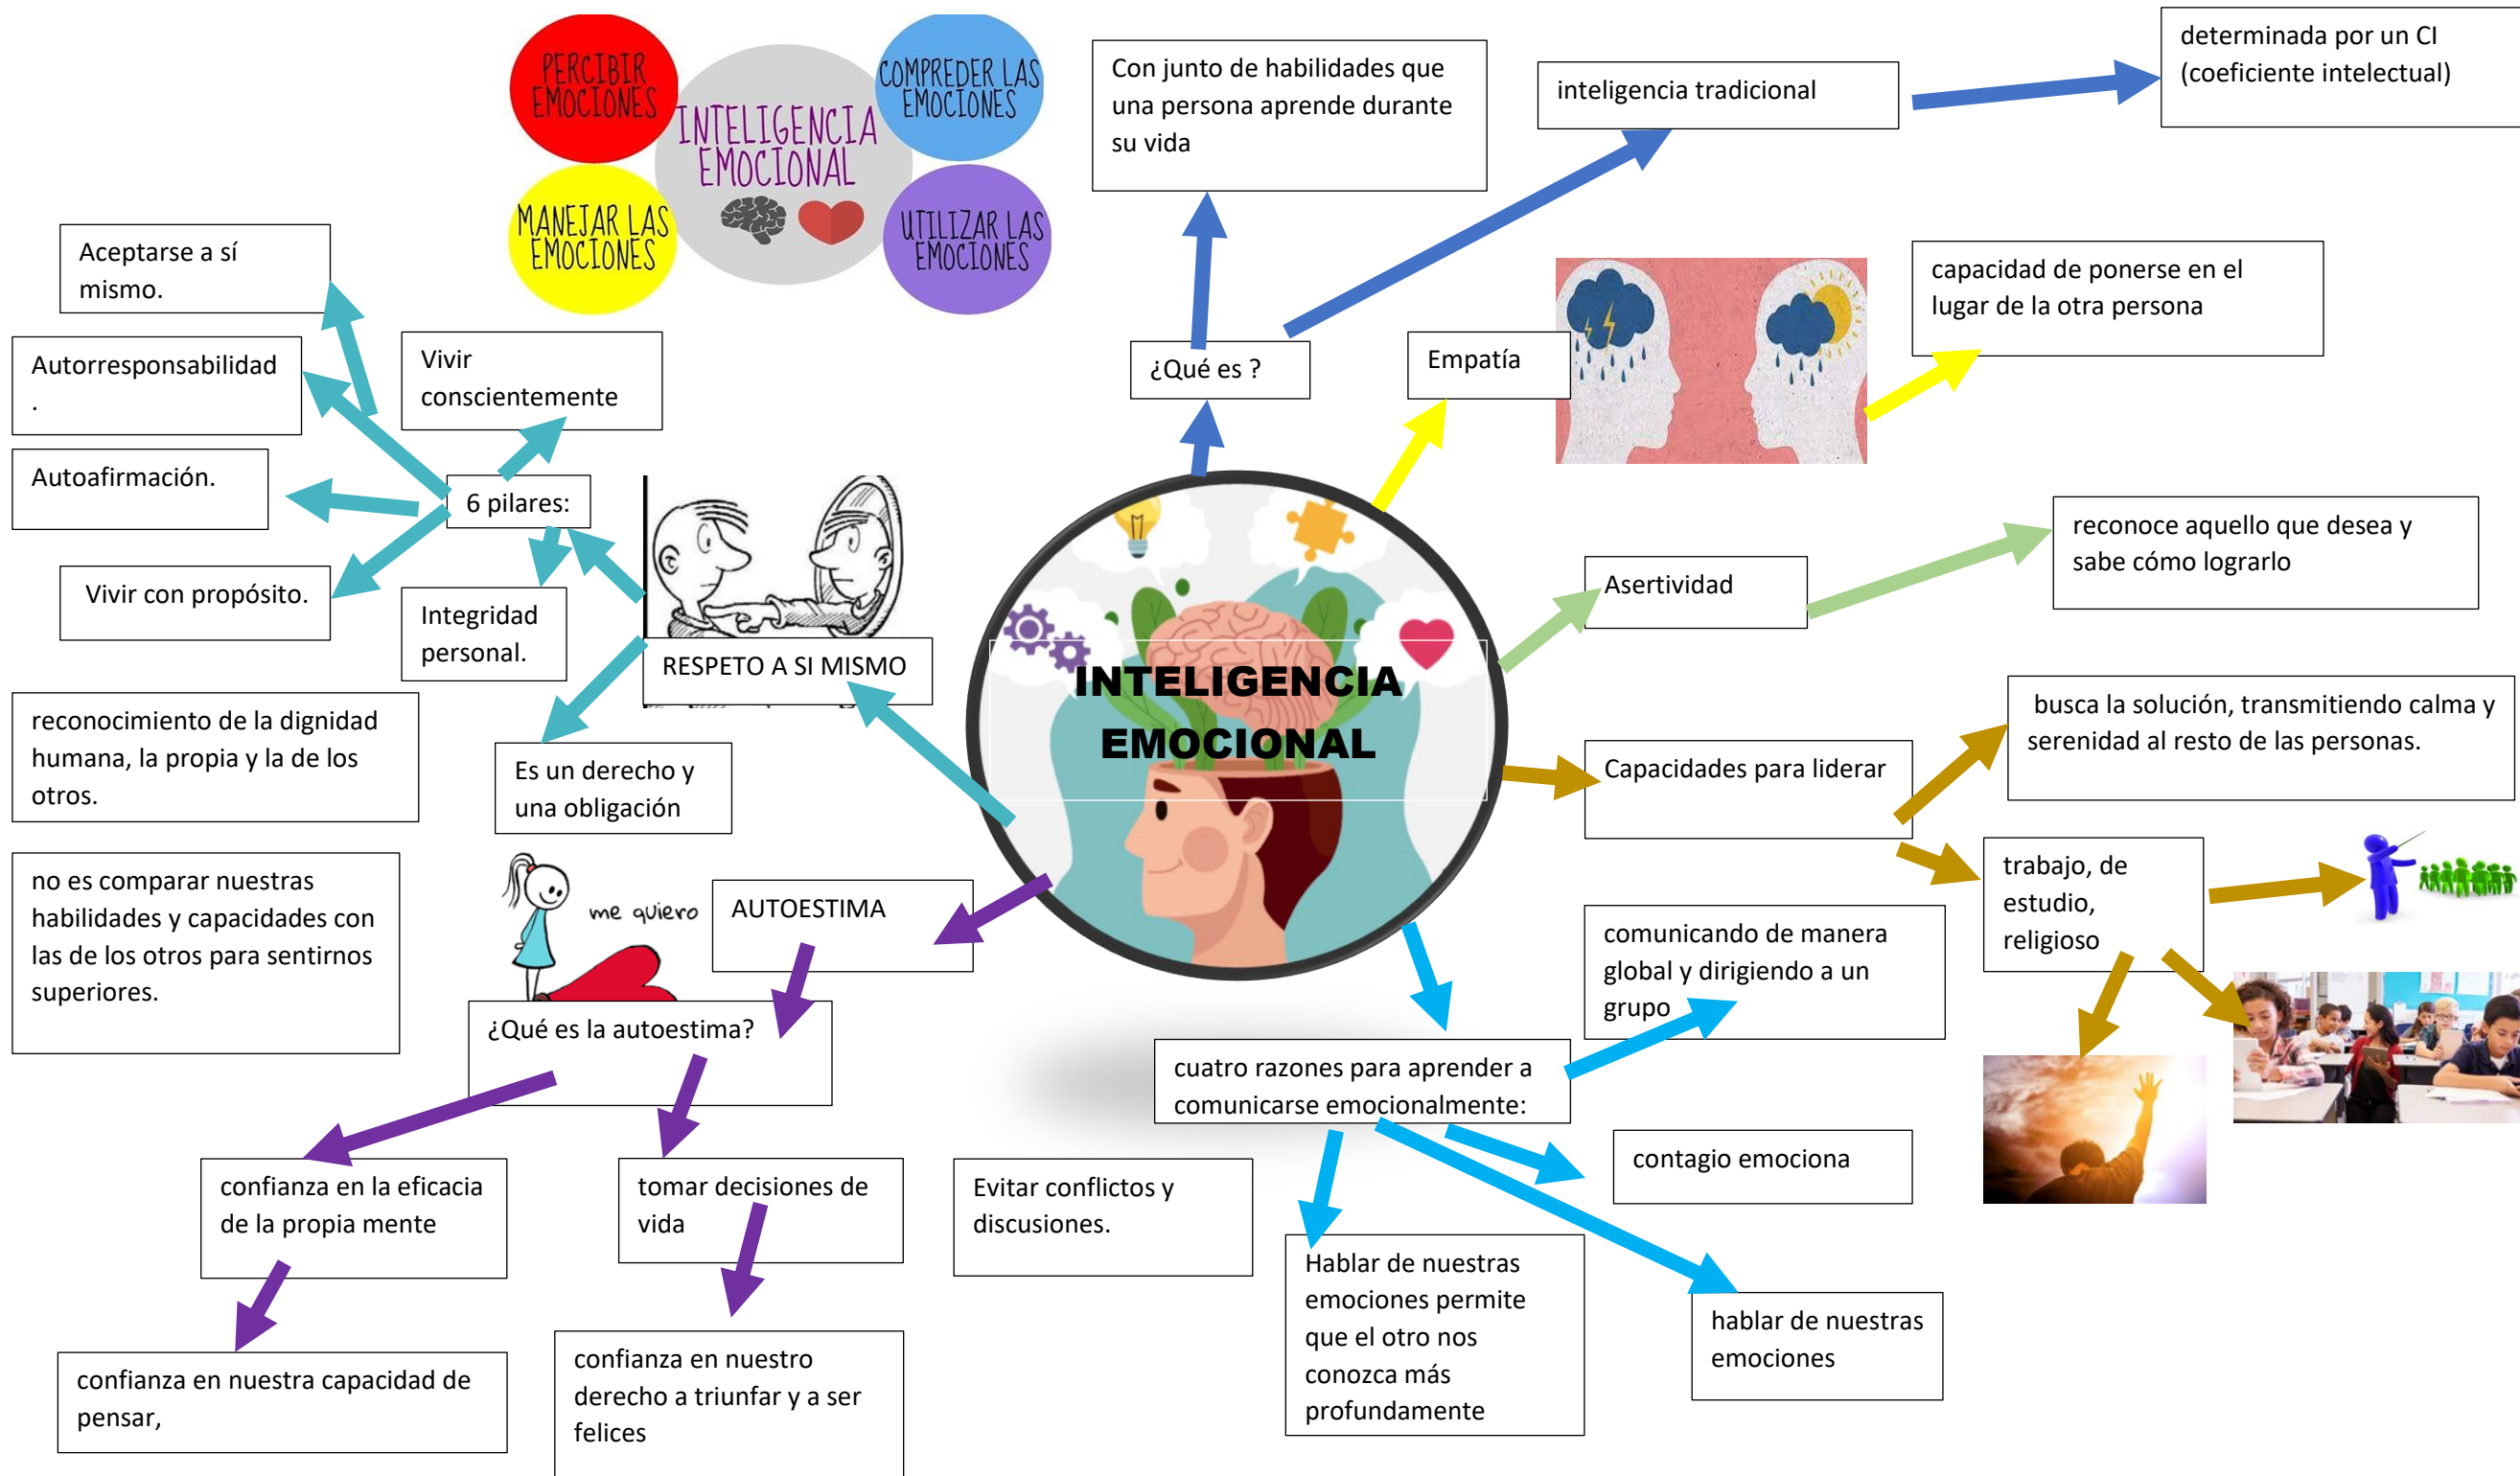 PERCIBIR
EMOCIONES
COMPREDER LAS
EMOCIONES
INTELIGENCIA
EMOCIONAL
MANEJAR LAS
EMOCIONES
UTILIZAR LAS
EMOCIONES
Con junto de habilidades que
una persona aprende durante
su vida
inteligencia tradicional
determinada por un CI
(coeficiente intelectual)
¿Qué es ?
Empatía
capacidad de ponerse en el
lugar de la otra persona
Aceptarse a sí
mismo.
Autorresponsabilidad
.
Vivir
conscientemente
Autoafirmación.
6 pilares:
Vivir con propósito.
Integridad
personal.
RESPETO A SI MISMO
INTELIGENCIA
EMOCIONAL
Asertividad
reconoce aquello que desea y
sabe cómo lograrlo
reconocimiento de la dignidad
humana, la propia y la de los
otros.
Es un derecho y
una obligación
Capacidades para liderar
busca la solución, transmitiendo calma y
serenidad al resto de las personas.
no es comparar nuestras
habilidades y capacidades con
las de los otros para sentirnos
superiores.
me quiero
AUTOESTIMA
trabajo, de
estudio,
religioso
comunicando de manera
global y dirigiendo a un
grupo
¿Qué es la autoestima?
cuatro razones para aprender a
comunicarse emocionalmente:
confianza en la eficacia
de la propia mente
tomar decisiones de
vida
Evitar conflictos y
discusiones.
contagio emociona
Hablar de nuestras
emociones permite
que el otro nos
conozca más
profundamente
hablar de nuestras
emociones
confianza en nuestra capacidad de
pensar,
confianza en nuestro
derecho a triunfar y a ser
felices